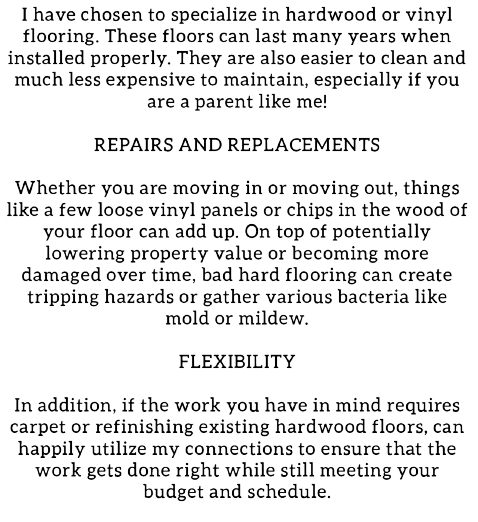 I have chosen to specialize in hardwood or vinyl
flooring. These floors can last many years when
installed properly. They are also easier to clean and
much less expensive to maintain, especially if you
are a parent like me!
REPAIRS AND REPLACEMENTS
Whether you are moving in or moving out, things
like a few loose vinyl panels or chips in the wood of
your floor can add up. On top of potentially
lowering property value or becoming more
damaged over time, bad hard flooring can create
tripping hazards or gather various bacteria like
mold or mildew.
FLEXIBILITY
In addition, if the work you have in mind requires
carpet or refinishing existing hardwood floors, can
happily utilize my connections to ensure that the
work gets done right while still meeting your
budget and schedule.